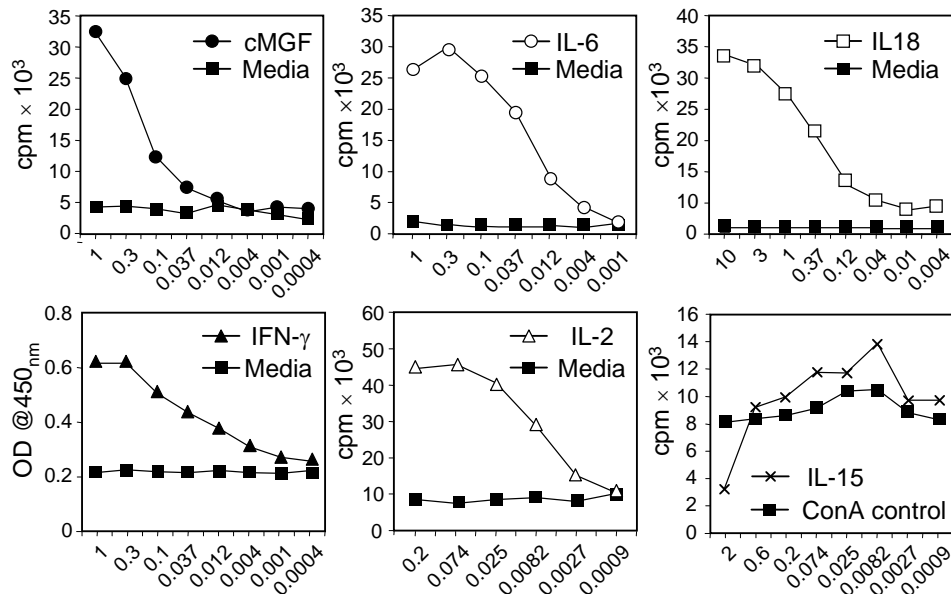 35
30
25
20
15
10
5
0
cpm × 10³
cMGF
Media
1 0.3 0.1 0.037 0.012 0.004 0.001 0.0004
35
30
25
20
15
10
5
0
cpm × 10³
IL-6
Media
1 0.3 0.1 0.037 0.012 0.004 0.001
40
35
30
25
20
15
10
5
0
cpm × 10³
IL18
Media
10 3 1 0.37 0.12 0.04 0.01 0.004
0.8
0.6
0.4
0.2
0
OD @450nm
IFN-γ
Media
1 0.3 0.1 0.037 0.012 0.004 0.001 0.0004
60
50
40
30
20
10
0
cpm × 10³
IL-2
Media
0.2 0.074 0.025 0.0082 0.0027 0.0009
16
14
12
10
8
6
4
2
0
cpm × 10³
IL-15
ConA control
2 0.6 0.2 0.074 0.025 0.0082 0.0027 0.0009